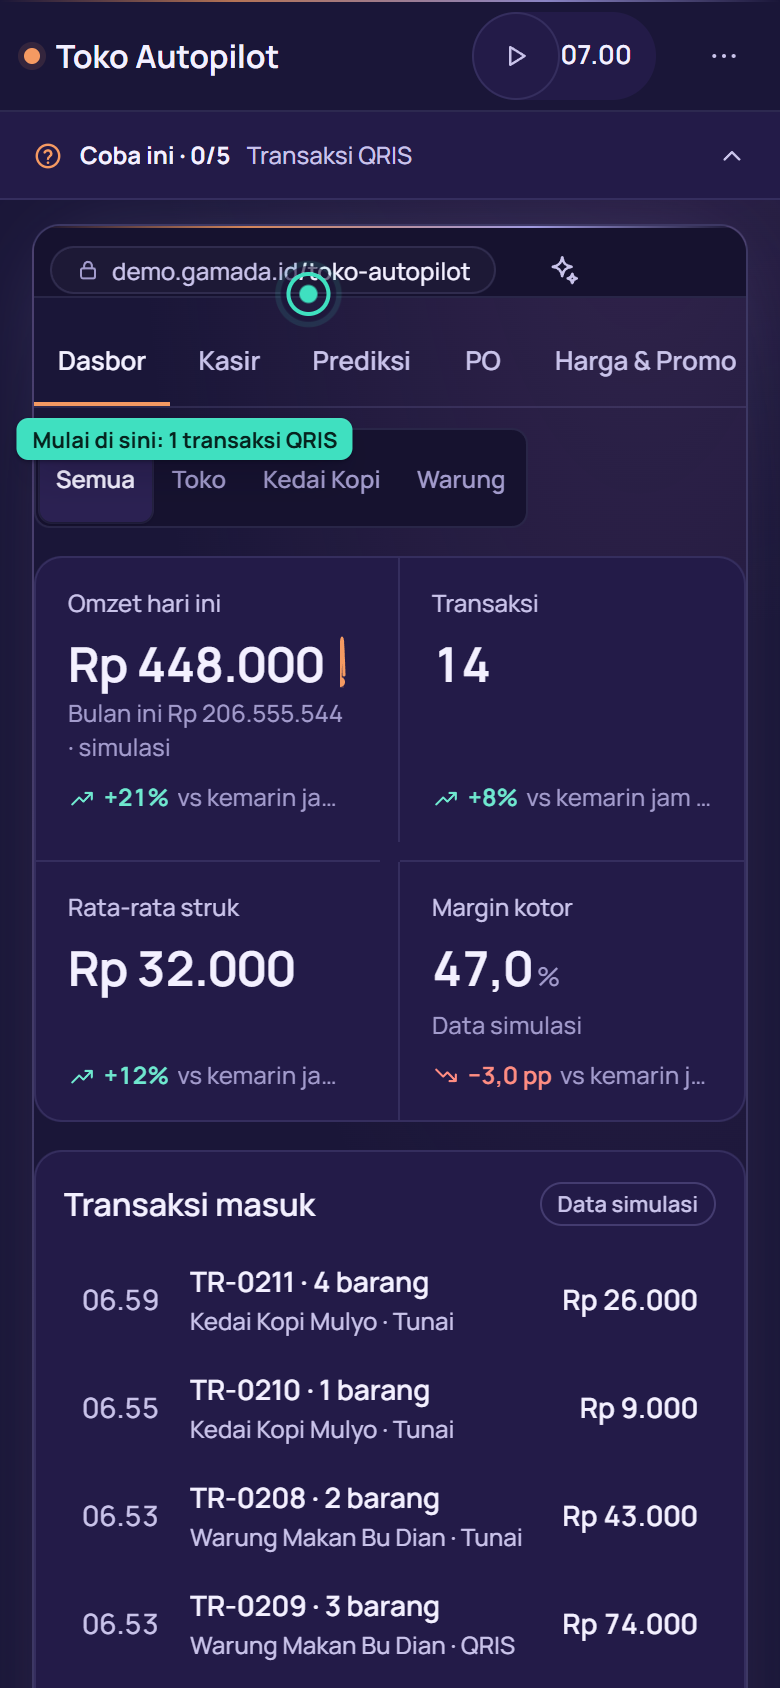 Toko Autopilot
07.00
Coba ini · 0/5 Transaksi QRIS
demo.gamada.id/toko-autopilot
Dasbor Kasir Prediksi PO Harga & Promo
Mulai di sini: 1 transaksi QRIS
Semua Toko Kedai Kopi Warung
Omzet hari ini
Rp 448.000
Bulan ini Rp 206.555.544
· simulasi
+21% vs kemarin ja...
Transaksi
14
+8% vs kemarin jam ...
Rata-rata struk
Rp 32.000
+12% vs kemarin ja...
Margin kotor
47,0 %
Data simulasi
−3,0 pp vs kemarin j...
Transaksi masuk
Data simulasi
06.59
TR-0211 · 4 barang
Kedai Kopi Mulyo · Tunai
Rp 26.000
06.55
TR-0210 · 1 barang
Kedai Kopi Mulyo · Tunai
Rp 9.000
06.53
TR-0208 · 2 barang
Warung Makan Bu Dian · Tunai
Rp 43.000
06.53
TR-0209 · 3 barang
Warung Makan Bu Dian · QRIS
Rp 74.000